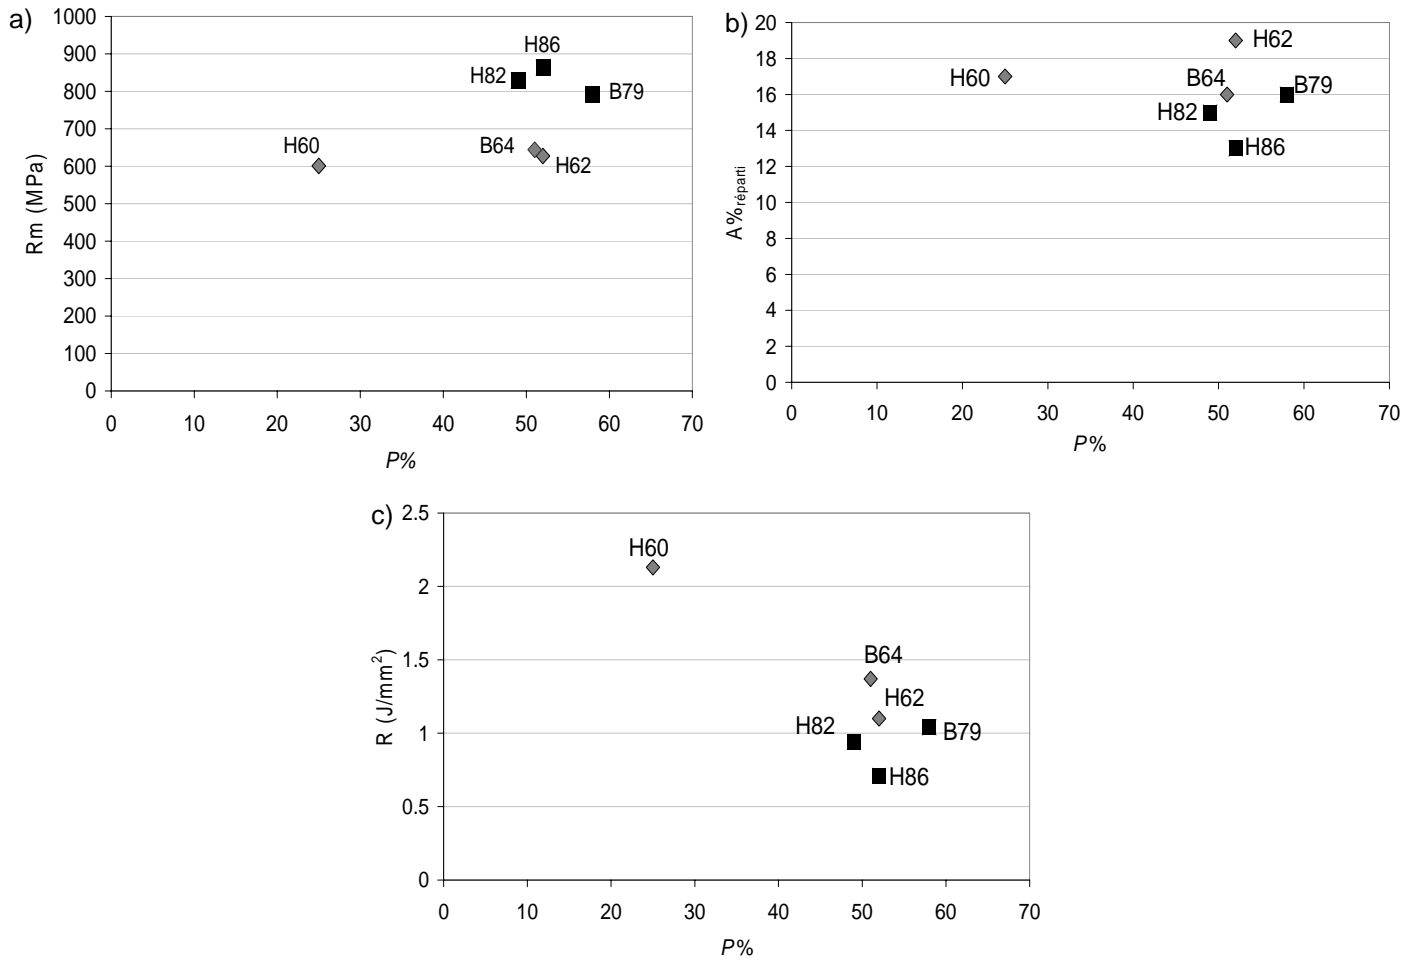 a)
1000
900
800
700
600
500
400
300
200
100
0
0 10 20 30 40 50 60 70
Rm (MPa)
P%
H86
H82
B79
H60
B64
H62
b)
20
18
16
14
12
10
8
6
4
2
0
0 10 20 30 40 50 60 70
A%réparti
P%
H62
H60
B64
B79
H82
H86
c)
2.5
2
1.5
1
0.5
0
0 10 20 30 40 50 60 70
R (J/mm²)
P%
H60
B64
H62
H82
B79
H86